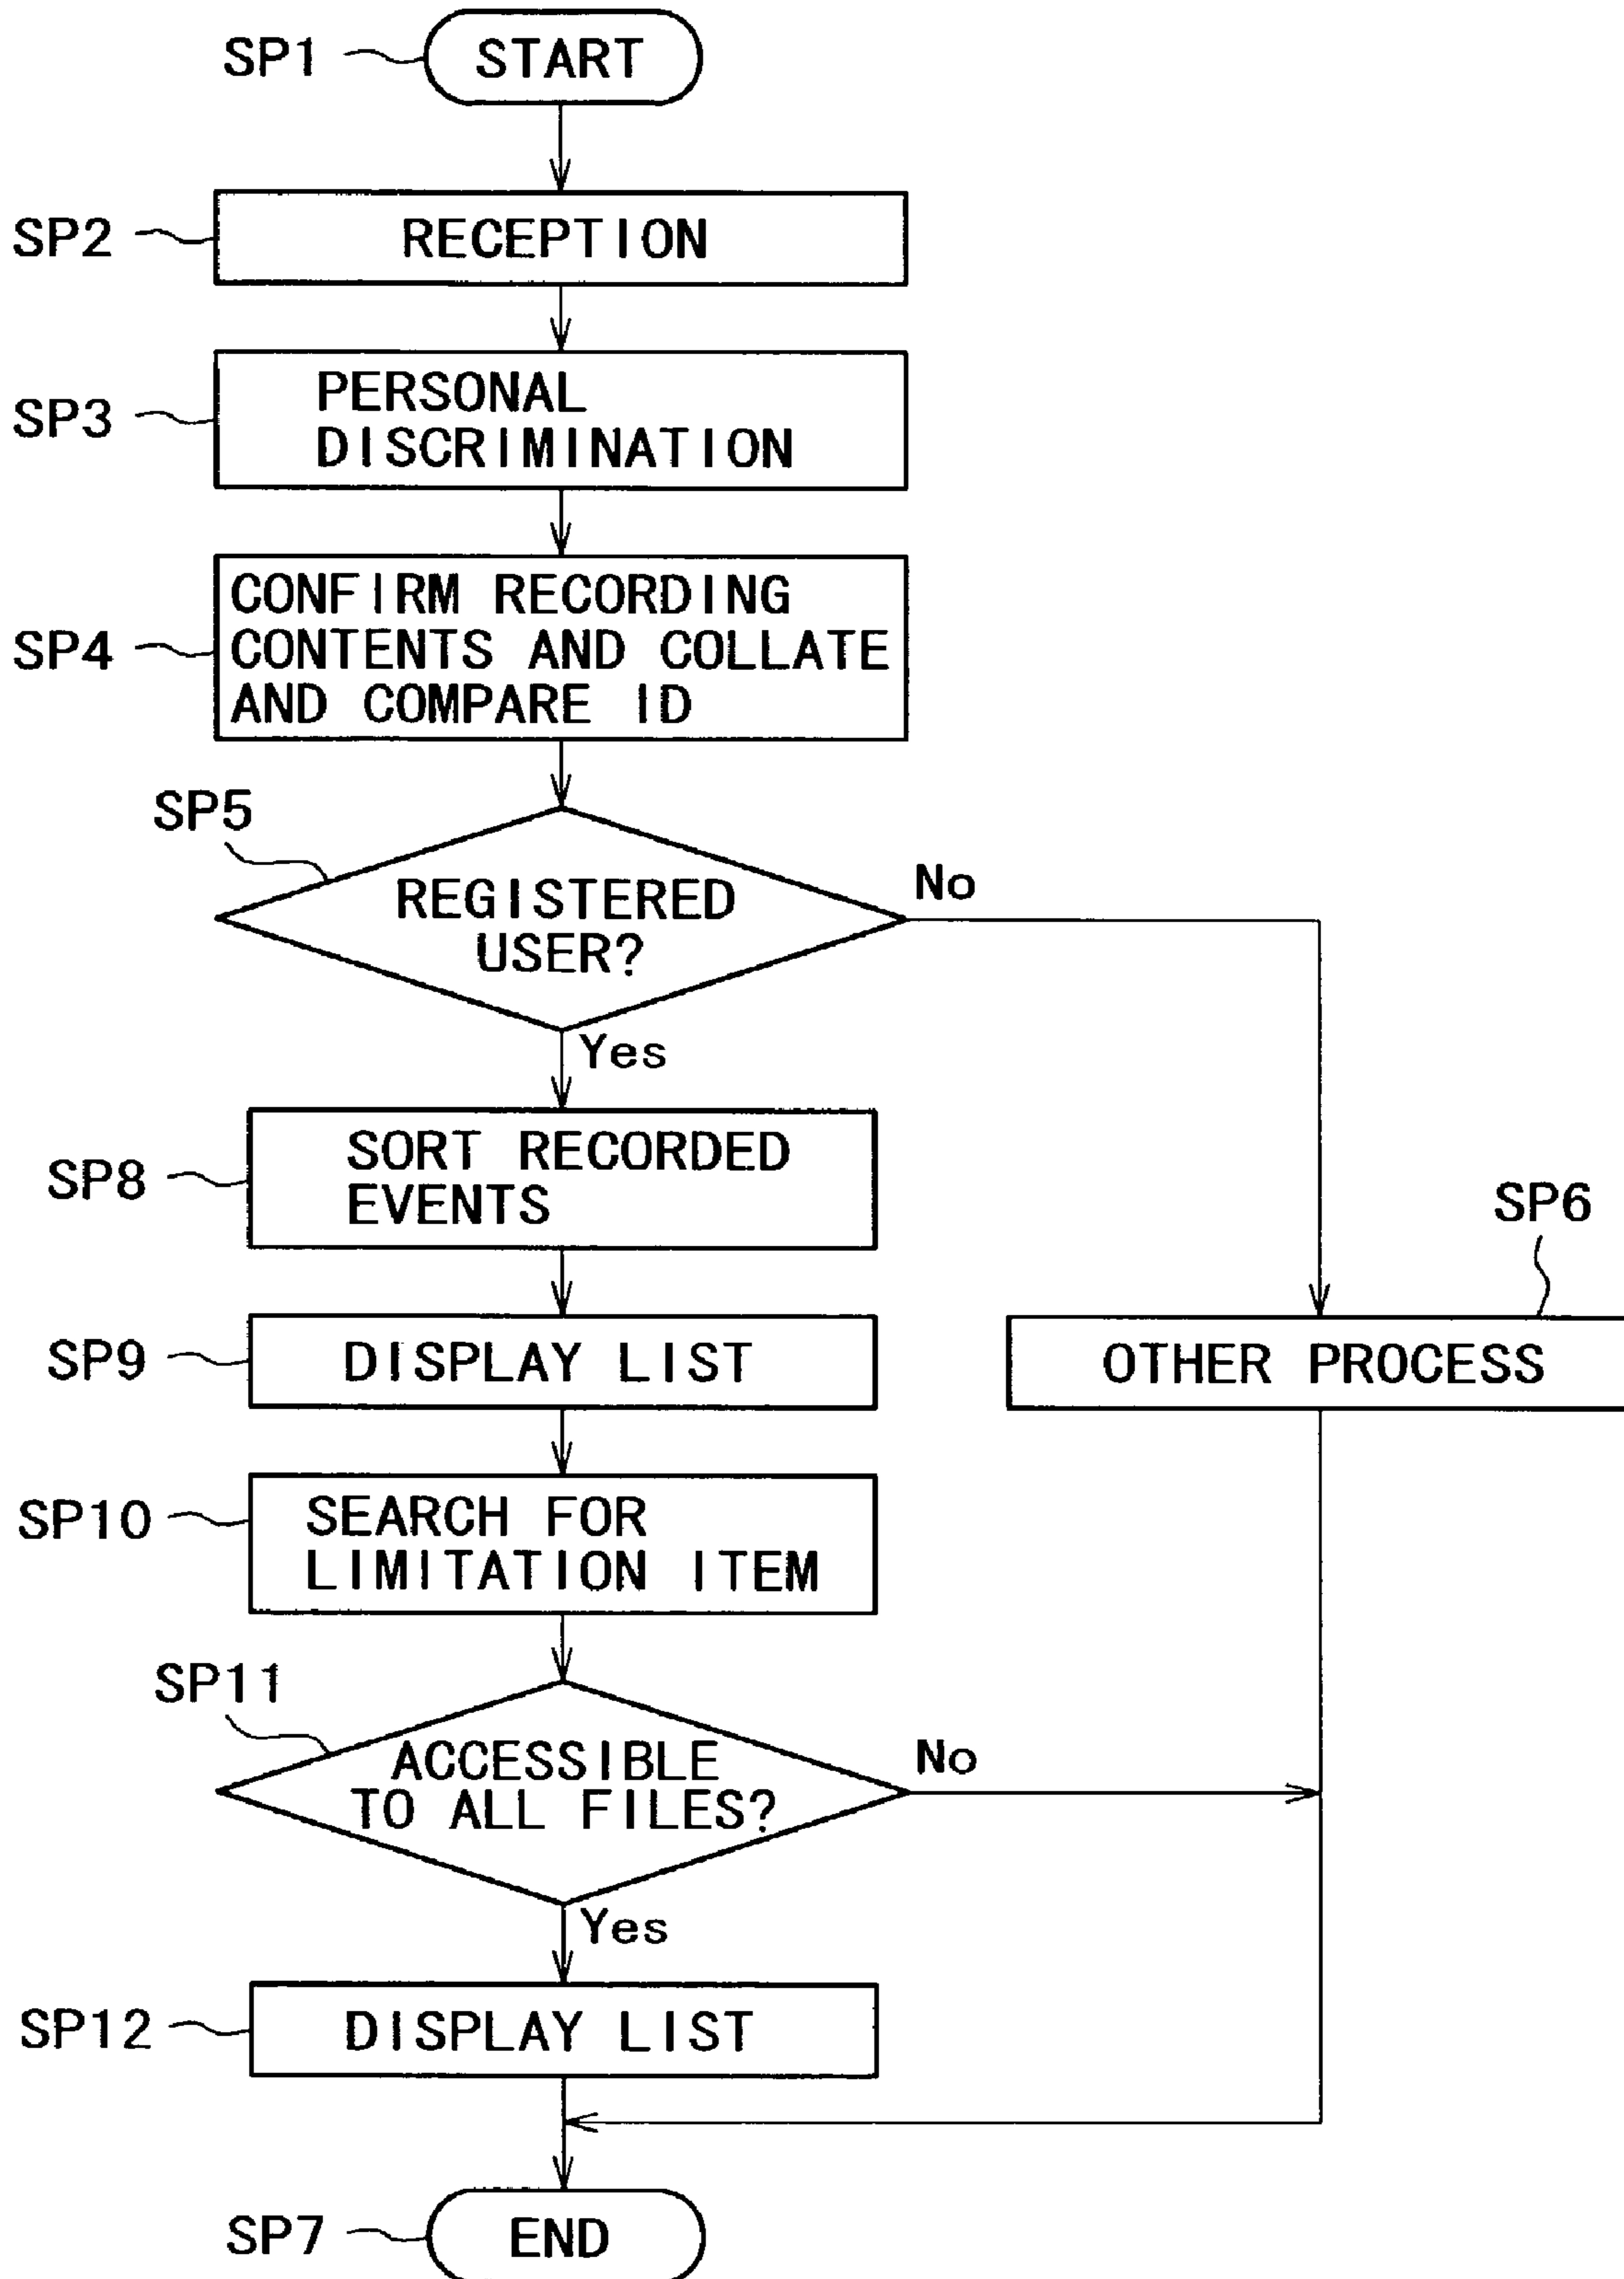 SP1
START
SP2
RECEPTION
SP3
PERSONAL
DISCRIMINATION
SP4
CONFIRM RECORDING
CONTENTS AND COLLATE
AND COMPARE ID
SP5
REGISTERED
USER?
No
Yes
SP8
SORT RECORDED
EVENTS
SP6
OTHER PROCESS
SP9
DISPLAY LIST
SP10
SEARCH FOR
LIMITATION ITEM
SP11
ACCESSIBLE
TO ALL FILES?
No
Yes
SP12
DISPLAY LIST
SP7
END